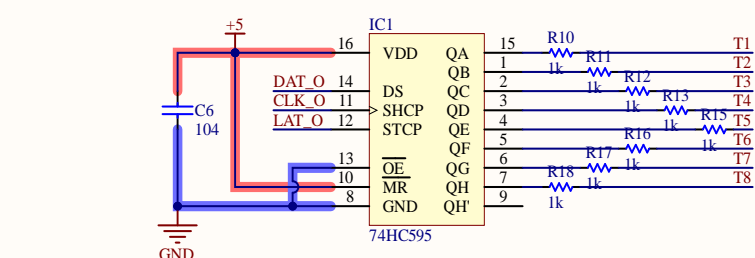 +5
IC1
16 VDD QA 15 R10 1k T1
QB 1 R11 1k T2
DAT_O 14 DS QC 2 R12 1k T3
CLK_O 11 SHCP QD 3 R13 1k T4
LAT_O 12 STCP QE 4 R15 1k T5
QF 5 R16 1k T6
13 OE QG 6 R17 1k T7
10 MR QH 7 R18 1k T8
8 GND QH' 9
C6
104
GND
74HC595